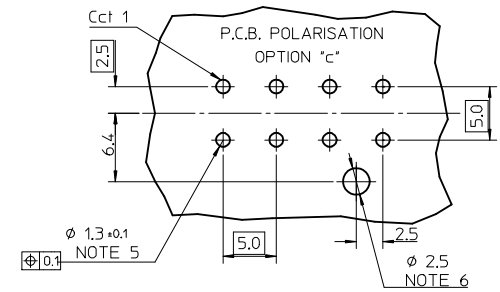 Cct 1
P.C.B. POLARISATION
OPTION "c"
2.5
5.0
6.4
ϕ 1.3 ±0.1
NOTE 5
⌖ 0.1
5.0
2.5
ϕ 2.5
NOTE 6